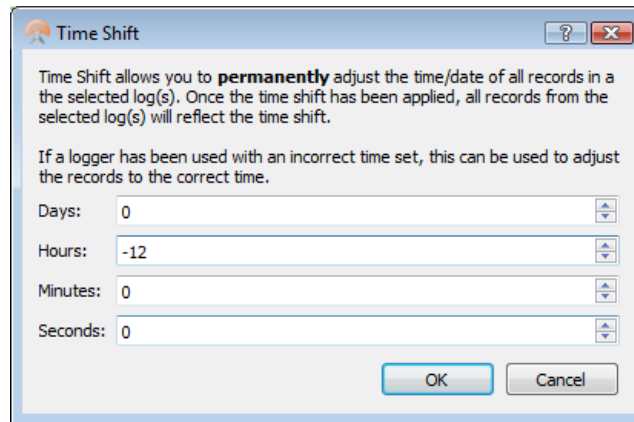 Time Shift
?
Time Shift allows you to permanently adjust the time/date of all records in a
the selected log(s). Once the time shift has been applied, all records from the
selected log(s) will reflect the time shift.
If a logger has been used with an incorrect time set, this can be used to adjust
the records to the correct time.
Days: 0
Hours: -12
Minutes: 0
Seconds: 0
OK Cancel